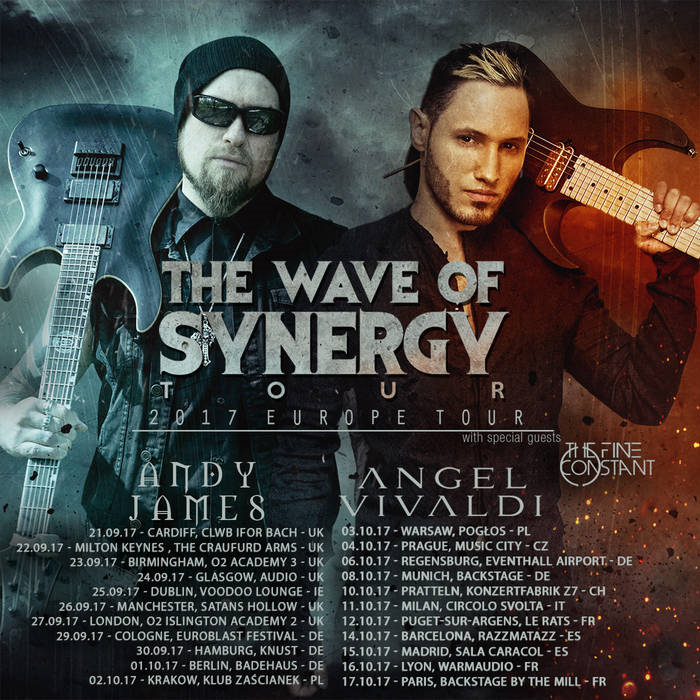 THE WAVE OF
SYNERGY
TOUR
2017 EUROPE TOUR
with special guests
THE FINE
CONSTANT
ANDY
JAMES
21.09.17 - CARDIFF, CLWB IFOR BACH - UK
22.09.17 - MILTON KEYNES , THE CRAUFURD ARMS - UK
23.09.17 - BIRMINGHAM, O2 ACADEMY 3 - UK
24.09.17 - GLASGOW, AUDIO - UK
25.09.17 - DUBLIN, VOODOO LOUNGE - IE
26.09.17 - MANCHESTER, SATANS HOLLOW - UK
27.09.17 - LONDON, O2 ISLINGTON ACADEMY 2 - UK
29.09.17 - COLOGNE, EUROBLAST FESTIVAL - DE
30.09.17 - HAMBURG, KNUST - DE
01.10.17 - BERLIN, BADEHAUS - DE
02.10.17 - KRAKOW, KLUB ZAŚCIANEK - PL
ANGEL
VIVALDI
03.10.17 - WARSAW, POGŁOS - PL
04.10.17 - PRAGUE, MUSIC CITY - CZ
06.10.17 - REGENSBURG, EVENTHALL AIRPORT - DE
08.10.17 - MUNICH, BACKSTAGE - DE
10.10.17 - PRATTELN, KONZERTFABRIK Z7 - CH
11.10.17 - MILAN, CIRCOLO SVOLTA - IT
12.10.17 - PUGET-SUR-ARGENS, LE RATS - FR
14.10.17 - BARCELONA, RAZZMATAZZ - ES
15.10.17 - MADRID, SALA CARACOL - ES
16.10.17 - LYON, WARMAUDIO - FR
17.10.17 - PARIS, BACKSTAGE BY THE MILL - FR